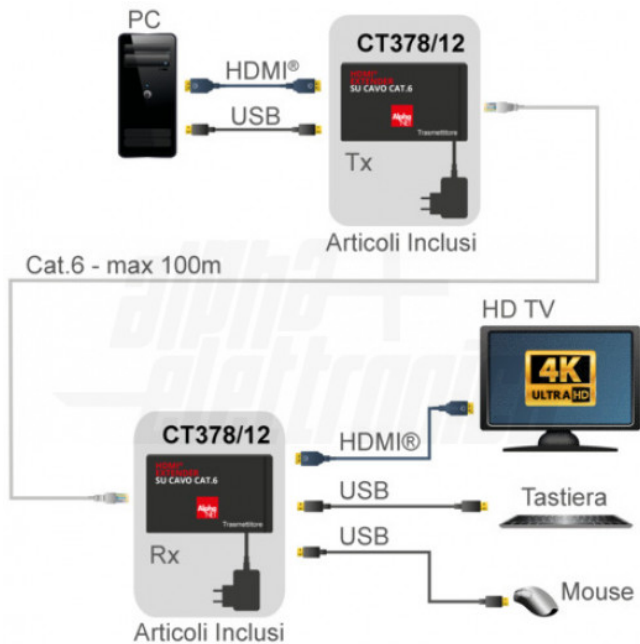 PC
CT378/12
HDMI®
HDMI®
EXTENDER
SU CAVO CAT.6
USB
Alpha
Trasmettitore
Tx
Articoli Inclusi
Cat.6 - max 100m
alpha
elettronica
HD TV
4K
ULTRA HD
CT378/12
HDMI®
HDMI®
EXTENDER
SU CAVO CAT.6
USB
Tastiera
Alpha
Trasmettitore
USB
Rx
Mouse
Articoli Inclusi